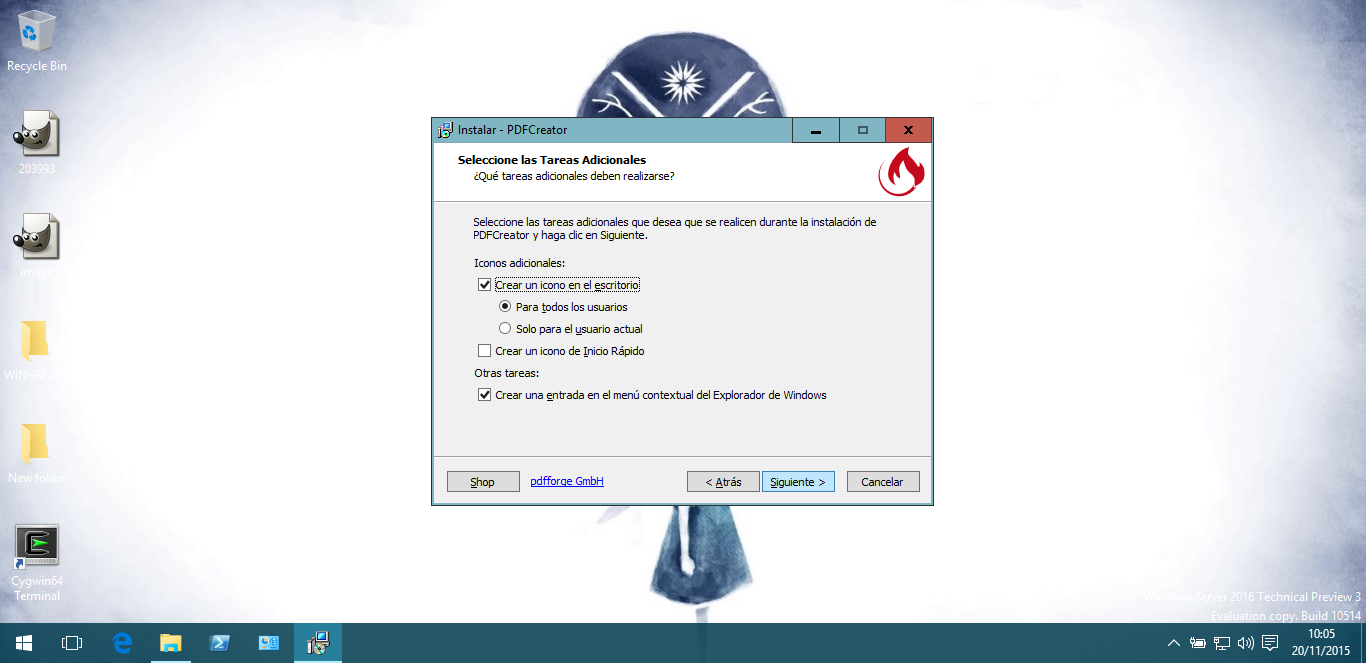 Recycle Bin
203993
image
WIN-IRN
New folder
Cygwin64
Terminal
Instalar - PDFCreator
Seleccione las Tareas Adicionales
¿Qué tareas adicionales deben realizarse?
Seleccione las tareas adicionales que desea que se realicen durante la instalación de
PDFCreator y haga clic en Siguiente.
Iconos adicionales:
Crear un icono en el escritorio
Para todos los usuarios
Solo para el usuario actual
Crear un icono de Inicio Rápido
Otras tareas:
Crear una entrada en el menú contextual del Explorador de Windows
Shop
pdfforge GmbH
< Atrás
Siguiente >
Cancelar
Windows Server 2016 Technical Preview 3
Evaluation copy. Build 10514
10:05
20/11/2015